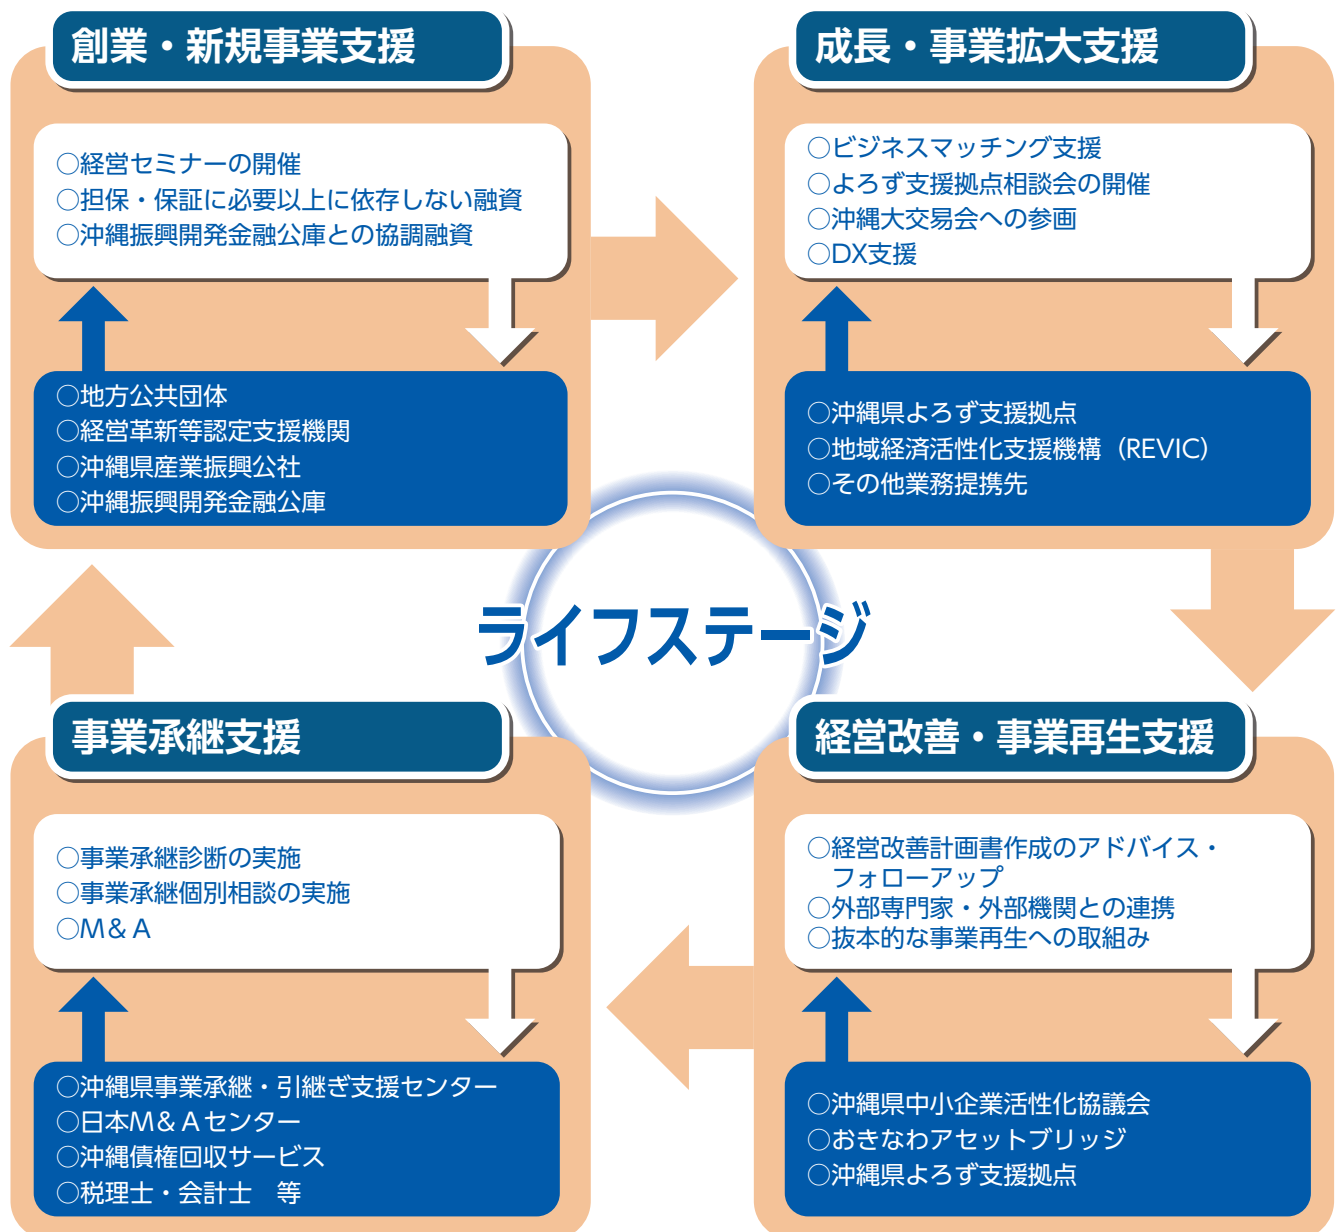 創業・新規事業支援
○経営セミナーの開催
○担保・保証に必要以上に依存しない融資
○沖縄振興開発金融公庫との協調融資
○地方公共団体
○経営革新等認定支援機関
○沖縄県産業振興公社
○沖縄振興開発金融公庫
成長・事業拡大支援
○ビジネスマッチング支援
○よろず支援拠点相談会の開催
○沖縄大交易会への参画
○DX支援
○沖縄県よろず支援拠点
○地域経済活性化支援機構（REVIC）
○その他業務提携先
ライフステージ
事業承継支援
○事業承継診断の実施
○事業承継個別相談の実施
○M＆A
○沖縄県事業承継・引継ぎ支援センター
○日本M＆Aセンター
○沖縄債権回収サービス
○税理士・会計士　等
経営改善・事業再生支援
○経営改善計画書作成のアドバイス・
フォローアップ
○外部専門家・外部機関との連携
○抜本的な事業再生への取組み
○沖縄県中小企業活性化協議会
○おきなわアセットブリッジ
○沖縄県よろず支援拠点